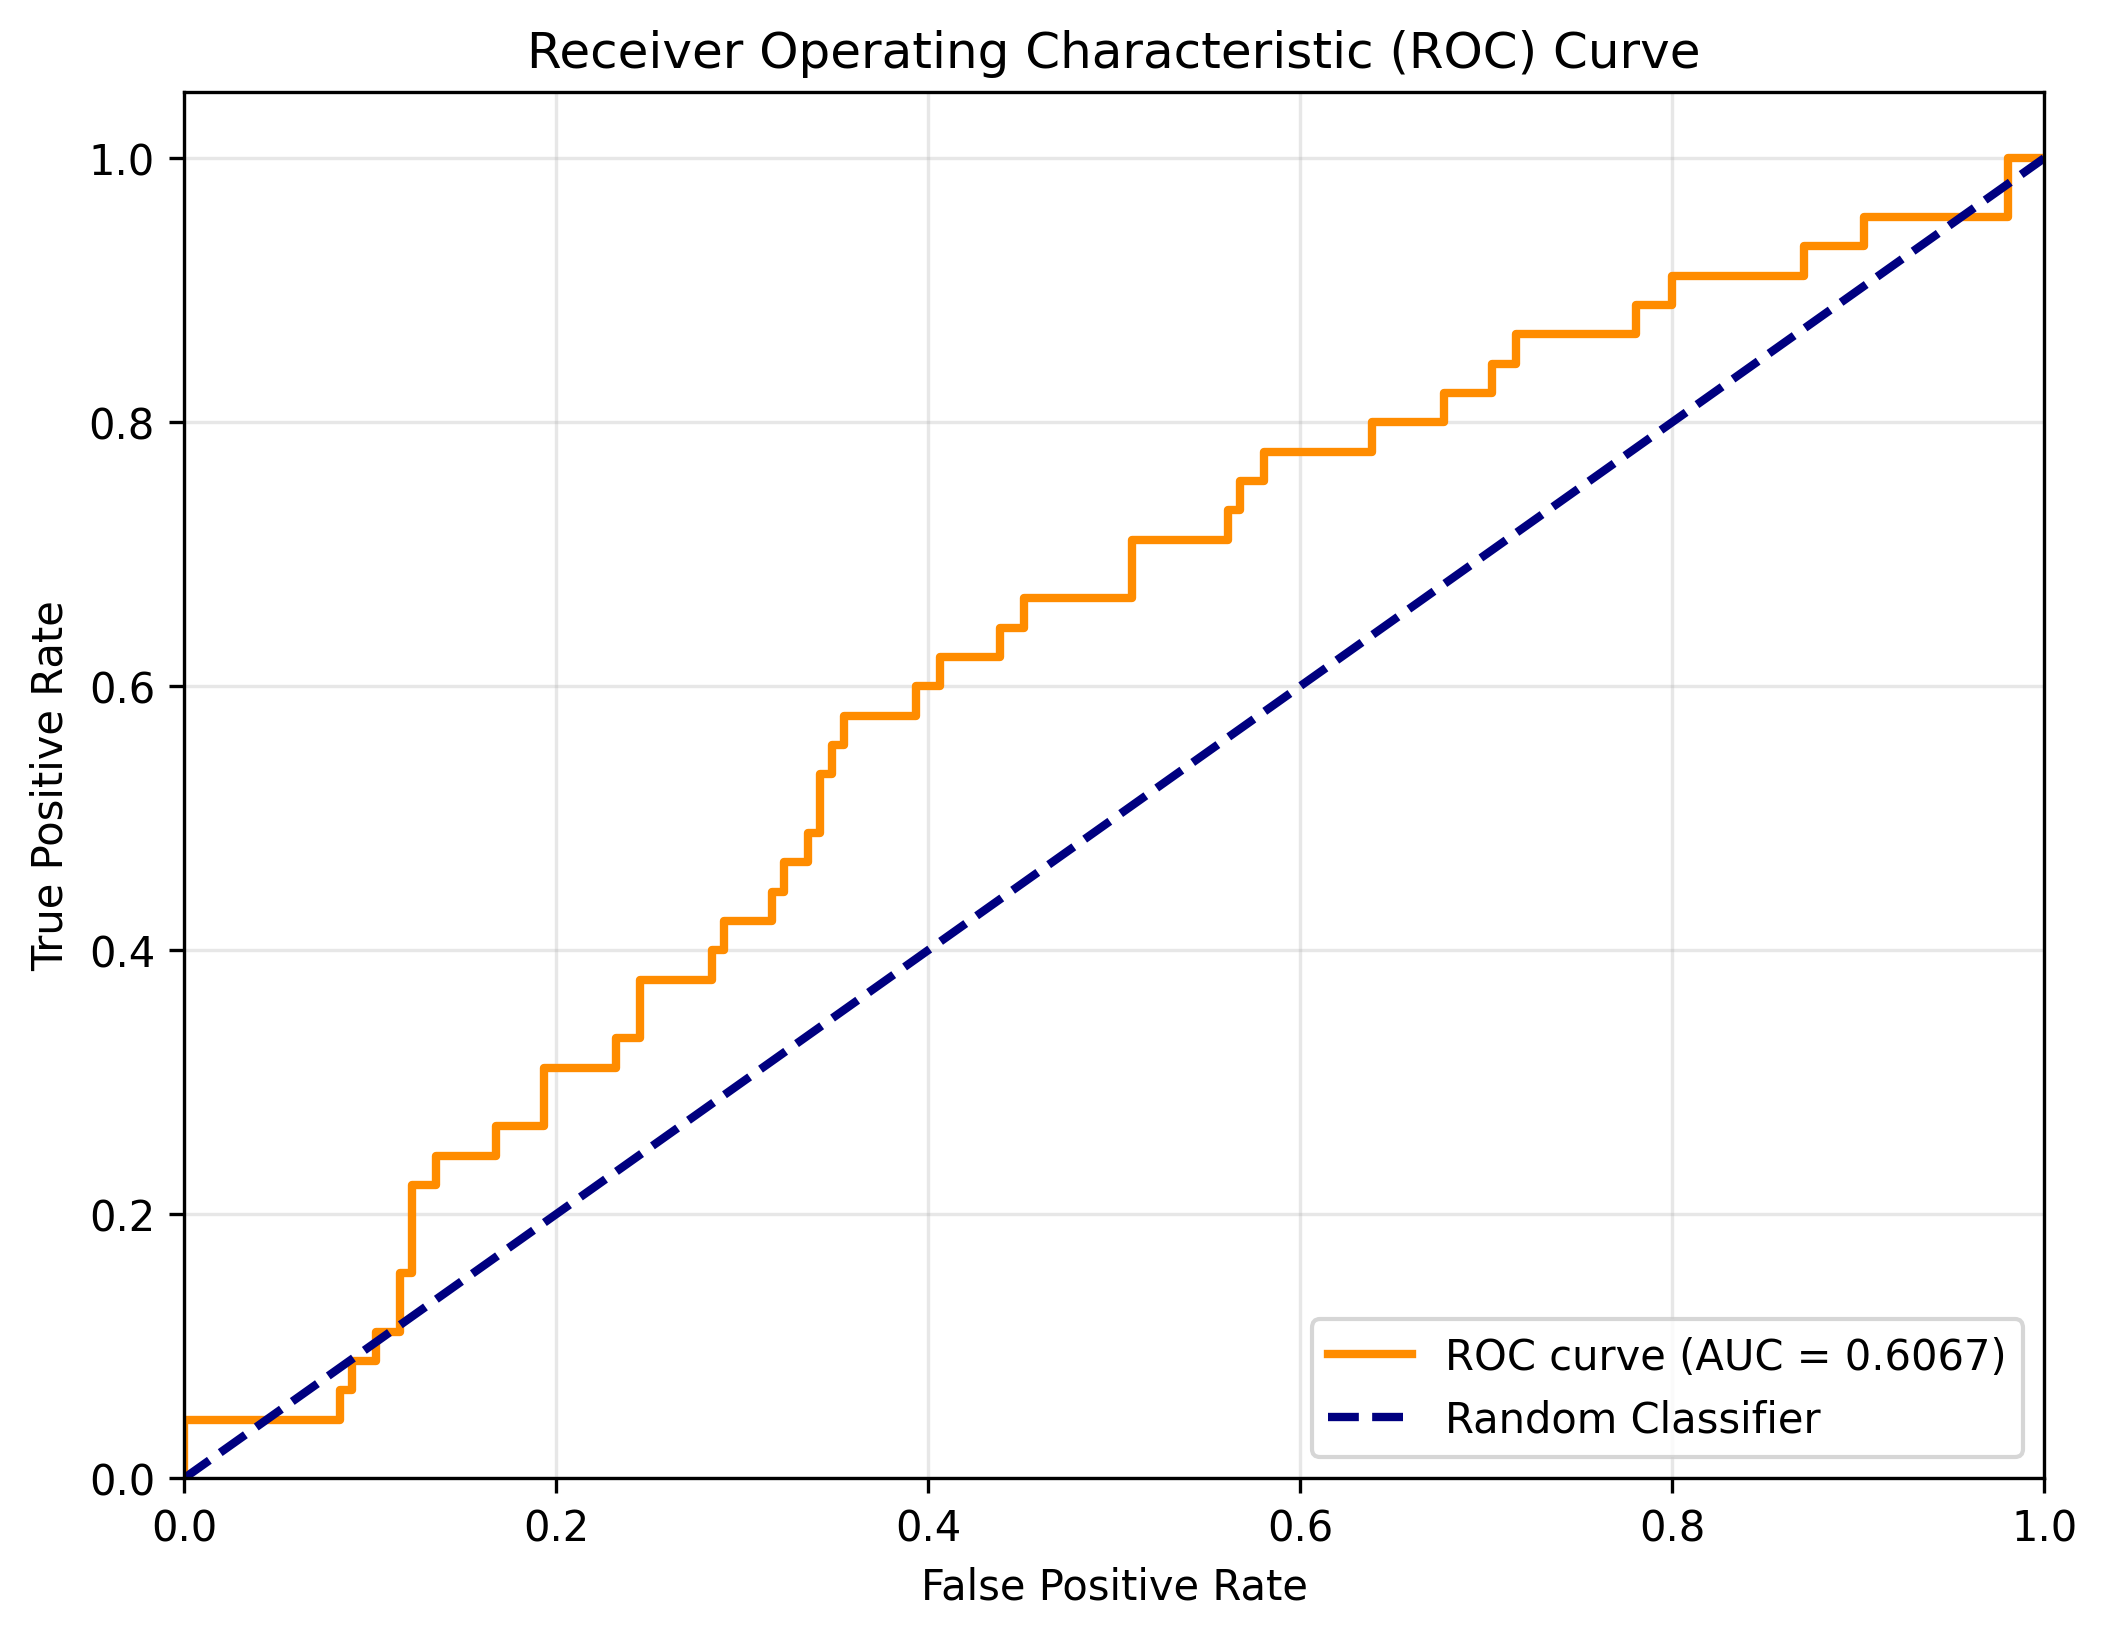 Receiver Operating Characteristic (ROC) Curve
1.0
0.8
0.6
0.4
0.2
0.0
True Positive Rate
0.0 0.2 0.4 0.6 0.8 1.0
False Positive Rate
ROC curve (AUC = 0.6067)
Random Classifier